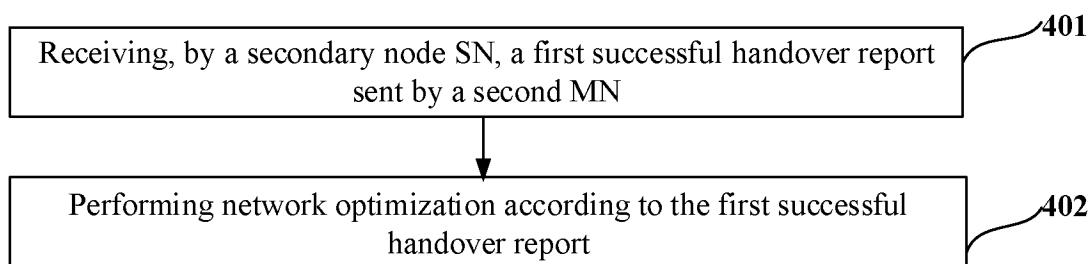 401
Receiving, by a secondary node SN, a first successful handover report
sent by a second MN
402
Performing network optimization according to the first successful
handover report